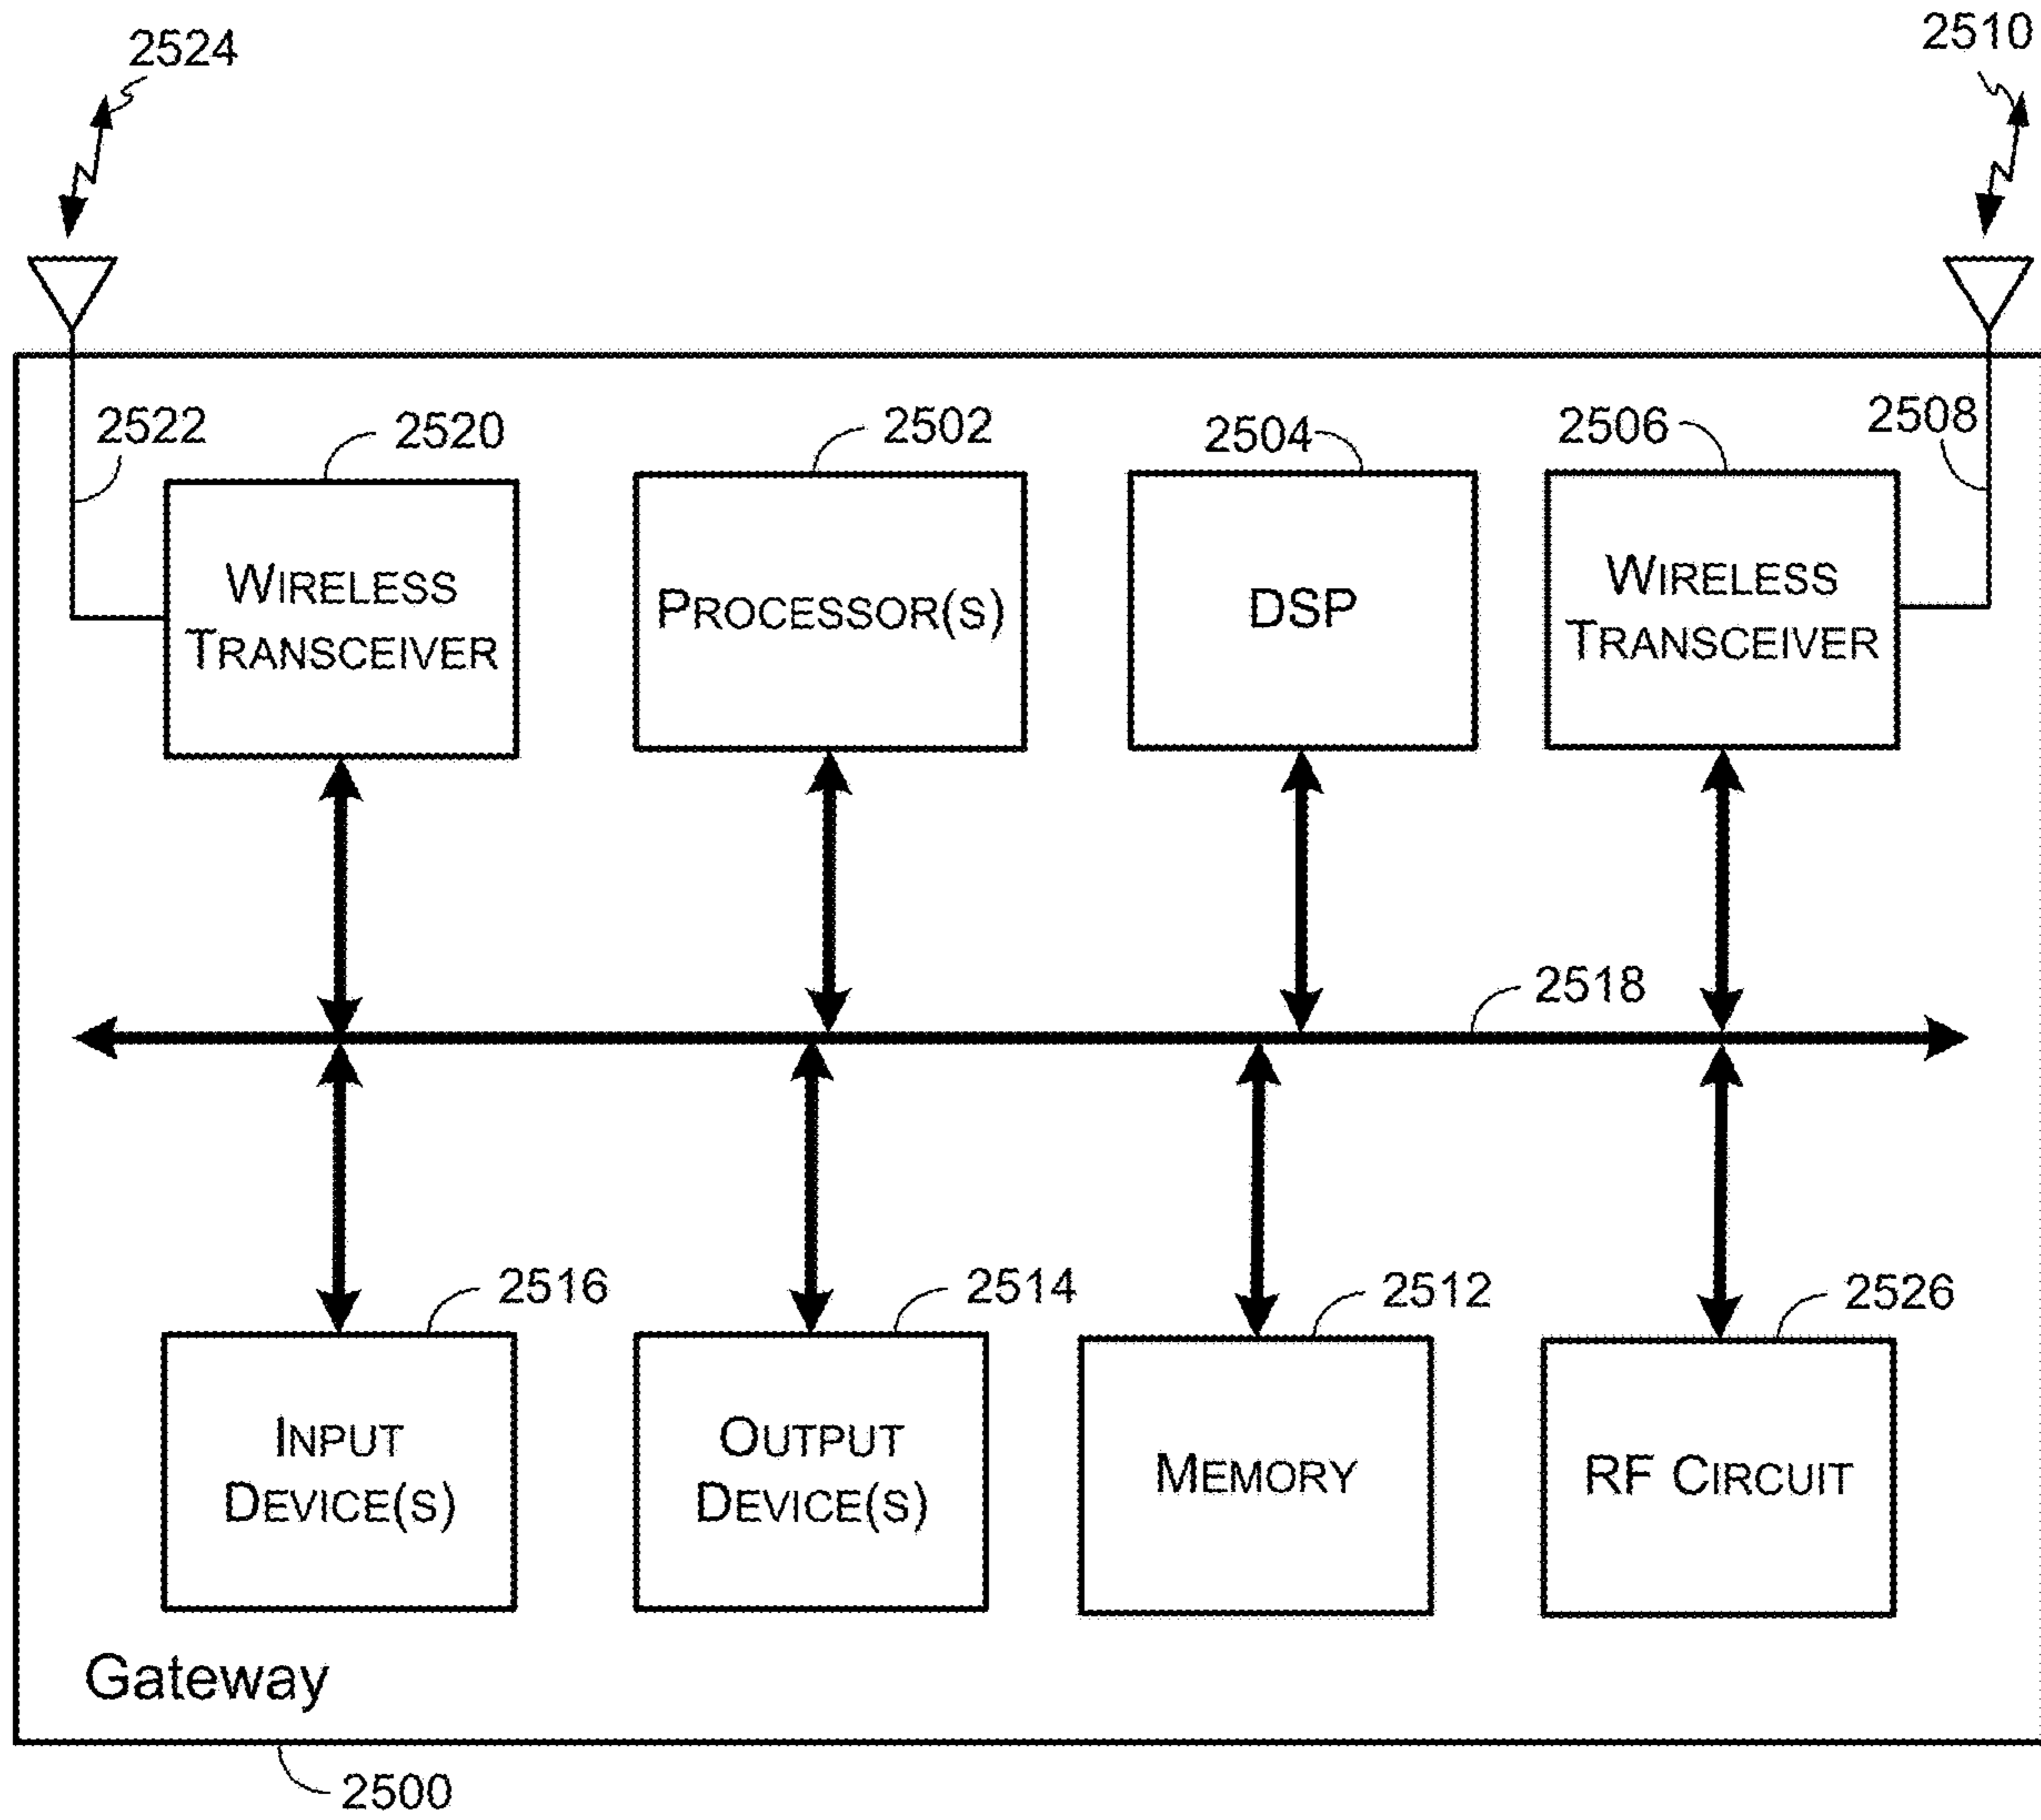 2524
2510
2522
2520
2502
2504
2506
2508
WIRELESS
TRANSCEIVER
PROCESSOR(S)
DSP
WIRELESS
TRANSCEIVER
2518
2516
2514
2512
2526
INPUT
DEVICE(S)
OUTPUT
DEVICE(S)
MEMORY
RF CIRCUIT
Gateway
2500